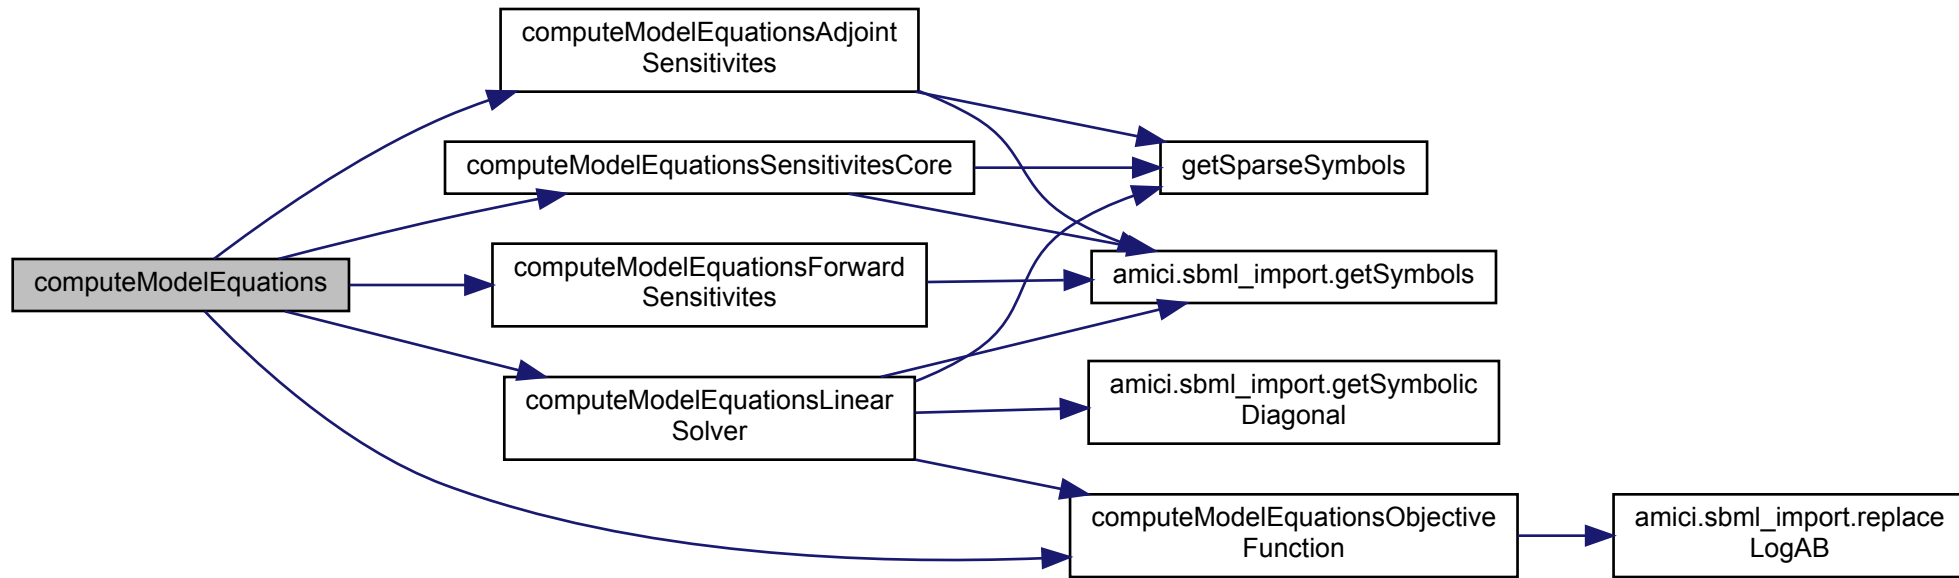 computeModelEquations
computeModelEquationsAdjoint
Sensitivites
computeModelEquationsSensitivitesCore
computeModelEquationsForward
Sensitivites
computeModelEquationsLinear
Solver
getSparseSymbols
amici.sbml_import.getSymbols
amici.sbml_import.getSymbolic
Diagonal
computeModelEquationsObjective
Function
amici.sbml_import.replace
LogAB